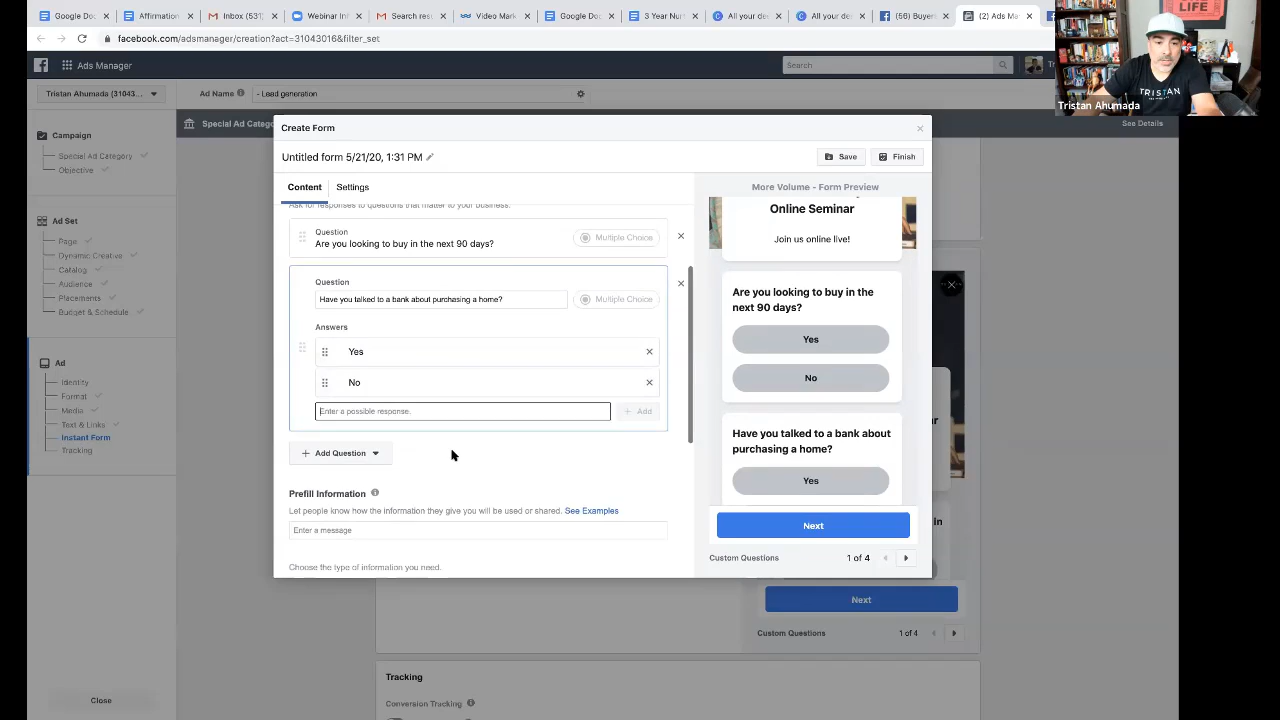 Google Doc
Affirmation
Inbox (531)
Webinar In
Search resu
Video Ma
Google Do
3 Year Nu
All your de
All your de
(56) Buyer
(2) Ads Ma
facebook.com/adsmanager/creation?act=31043016&filter_set
LIFE
TRISTAN
Tristan Ahumada
Ads Manager
Search
Tristan Ahumada (31043...
Ad Name
- Lead generation
Special Ad Catego
See Details
Campaign
Special Ad Category
Objective
Ad Set
Page
Dynamic Creative
Catalog
Audience
Placements
Budget & Schedule
Ad
Identity
Format
Media
Text & Links
Instant Form
Tracking
Close
Create Form
Untitled form 5/21/20, 1:31 PM
Save
Finish
Content
Settings
Ask for responses to questions that matter to your business.
Question
Are you looking to buy in the next 90 days?
Multiple Choice
Question
Have you talked to a bank about purchasing a home?
Multiple Choice
Answers
Yes
No
Enter a possible response.
+ Add
+ Add Question
Prefill Information
Let people know how the information they give you will be used or shared. See Examples
Enter a message
Choose the type of information you need.
More Volume - Form Preview
Online Seminar
Join us online!
Are you looking to buy in the
next 90 days?
Yes
No
Have you talked to a bank about
purchasing a home?
Yes
Next
Custom Questions
1 of 4
Next
Custom Questions
1 of 4
Tracking
Conversion Tracking